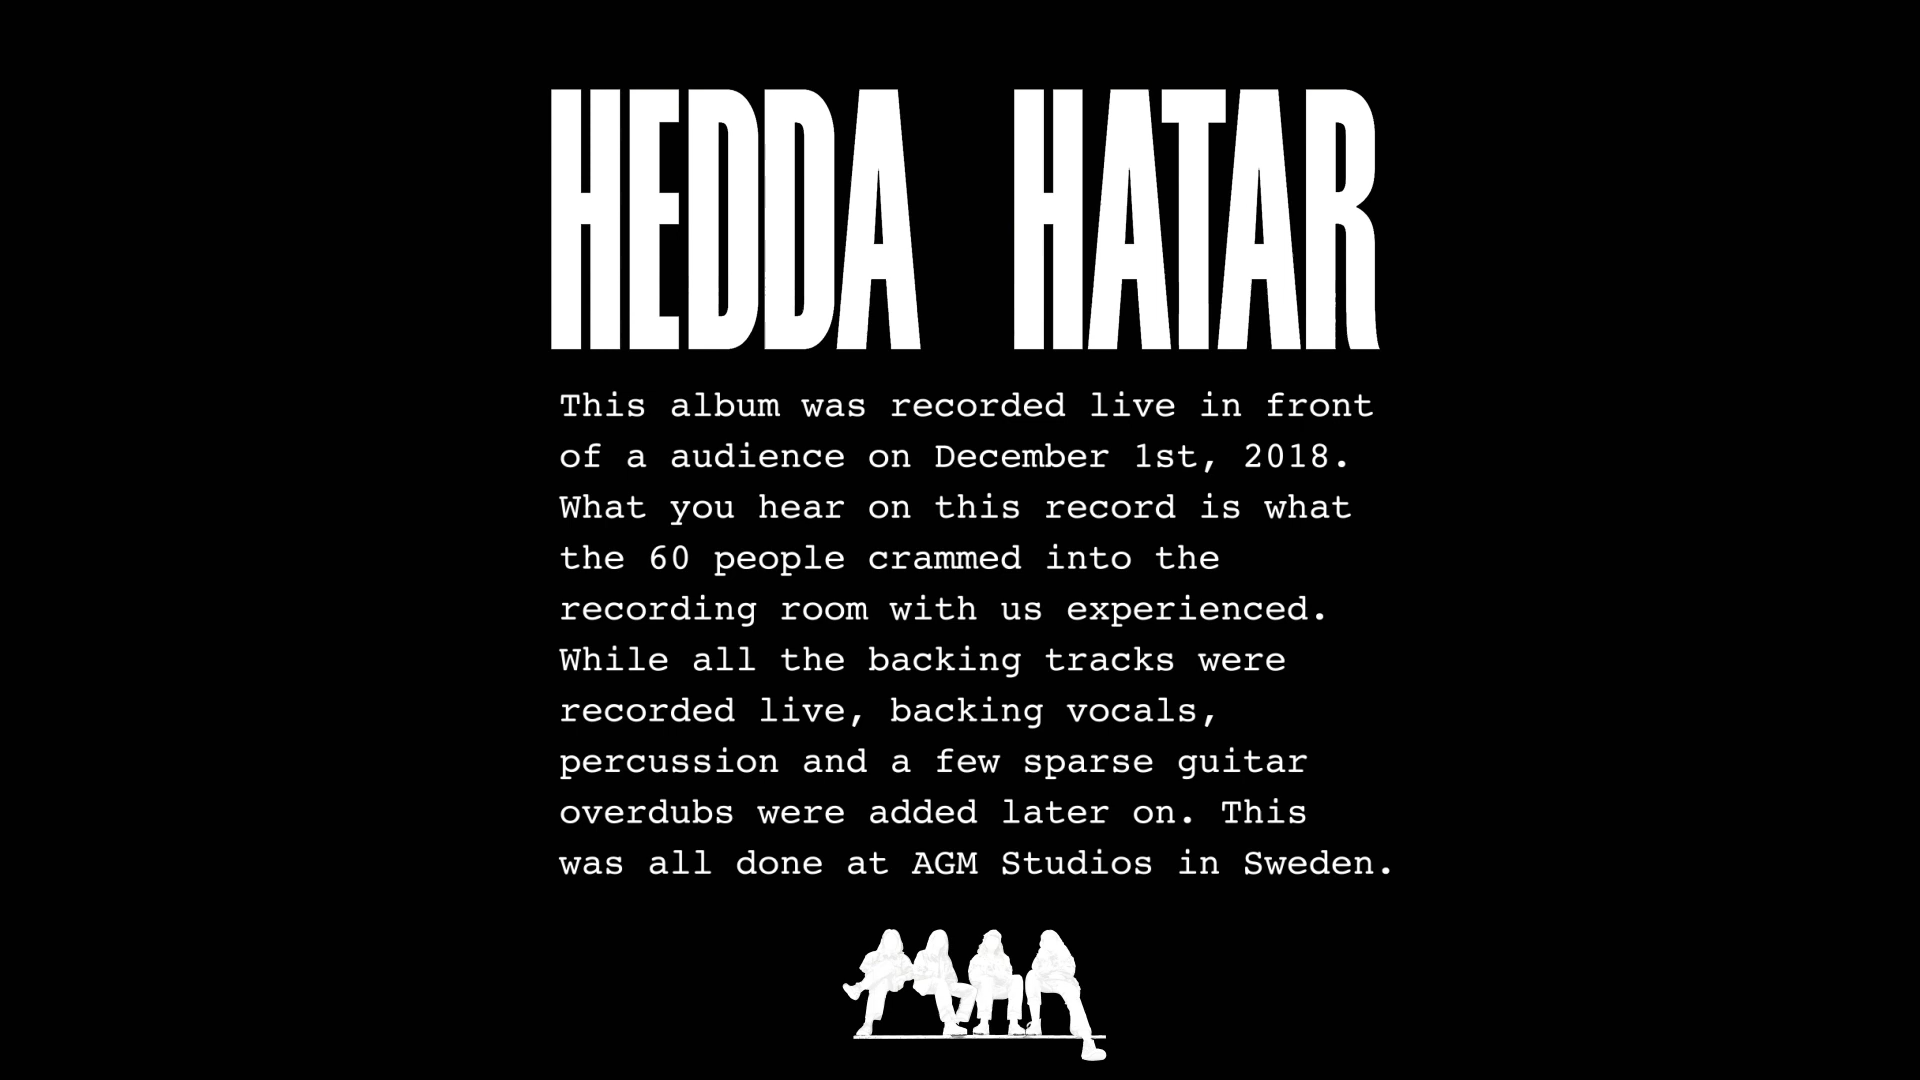 HEDDA HATAR
This album was recorded live in front
of a audience on December 1st, 2018.
What you hear on this record is what
the 60 people crammed into the
recording room with us experienced.
While all the backing tracks were
recorded live, backing vocals,
percussion and a few sparse guitar
overdubs were added later on. This
was all done at AGM Studios in Sweden.